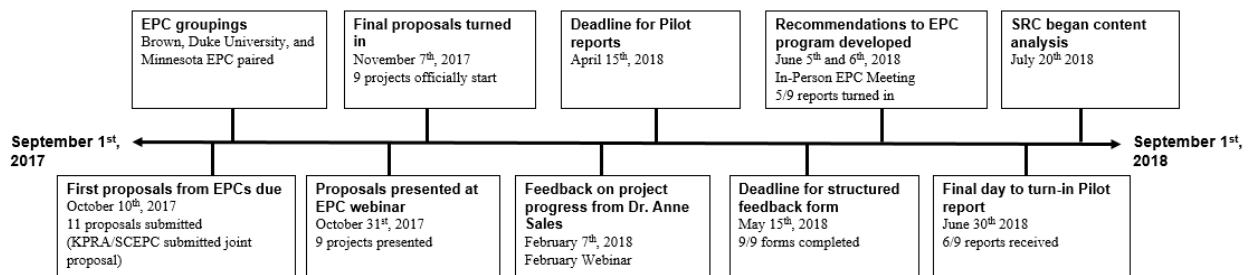 EPC groupings
Brown, Duke University, and
Minnesota EPC paired
Final proposals turned
in
November 7th, 2017
9 projects officially start
Deadline for Pilot
reports
April 15th, 2018
Recommendations to EPC
program developed
June 5th and 6th, 2018
In-Person EPC Meeting
5/9 reports turned in
SRC began content
analysis
July 20th 2018
September 1st,
2017
September 1st,
2018
First proposals from EPCs due
October 10th, 2017
11 proposals submitted
(KPRA/SCEPC submitted joint
proposal)
Proposals presented at
EPC webinar
October 31st, 2017
9 projects presented
Feedback on project
progress from Dr. Anne
Sales
February 7th, 2018
February Webinar
Deadline for structured
feedback form
May 15th, 2018
9/9 forms completed
Final day to turn-in Pilot
report
June 30th 2018
6/9 reports received